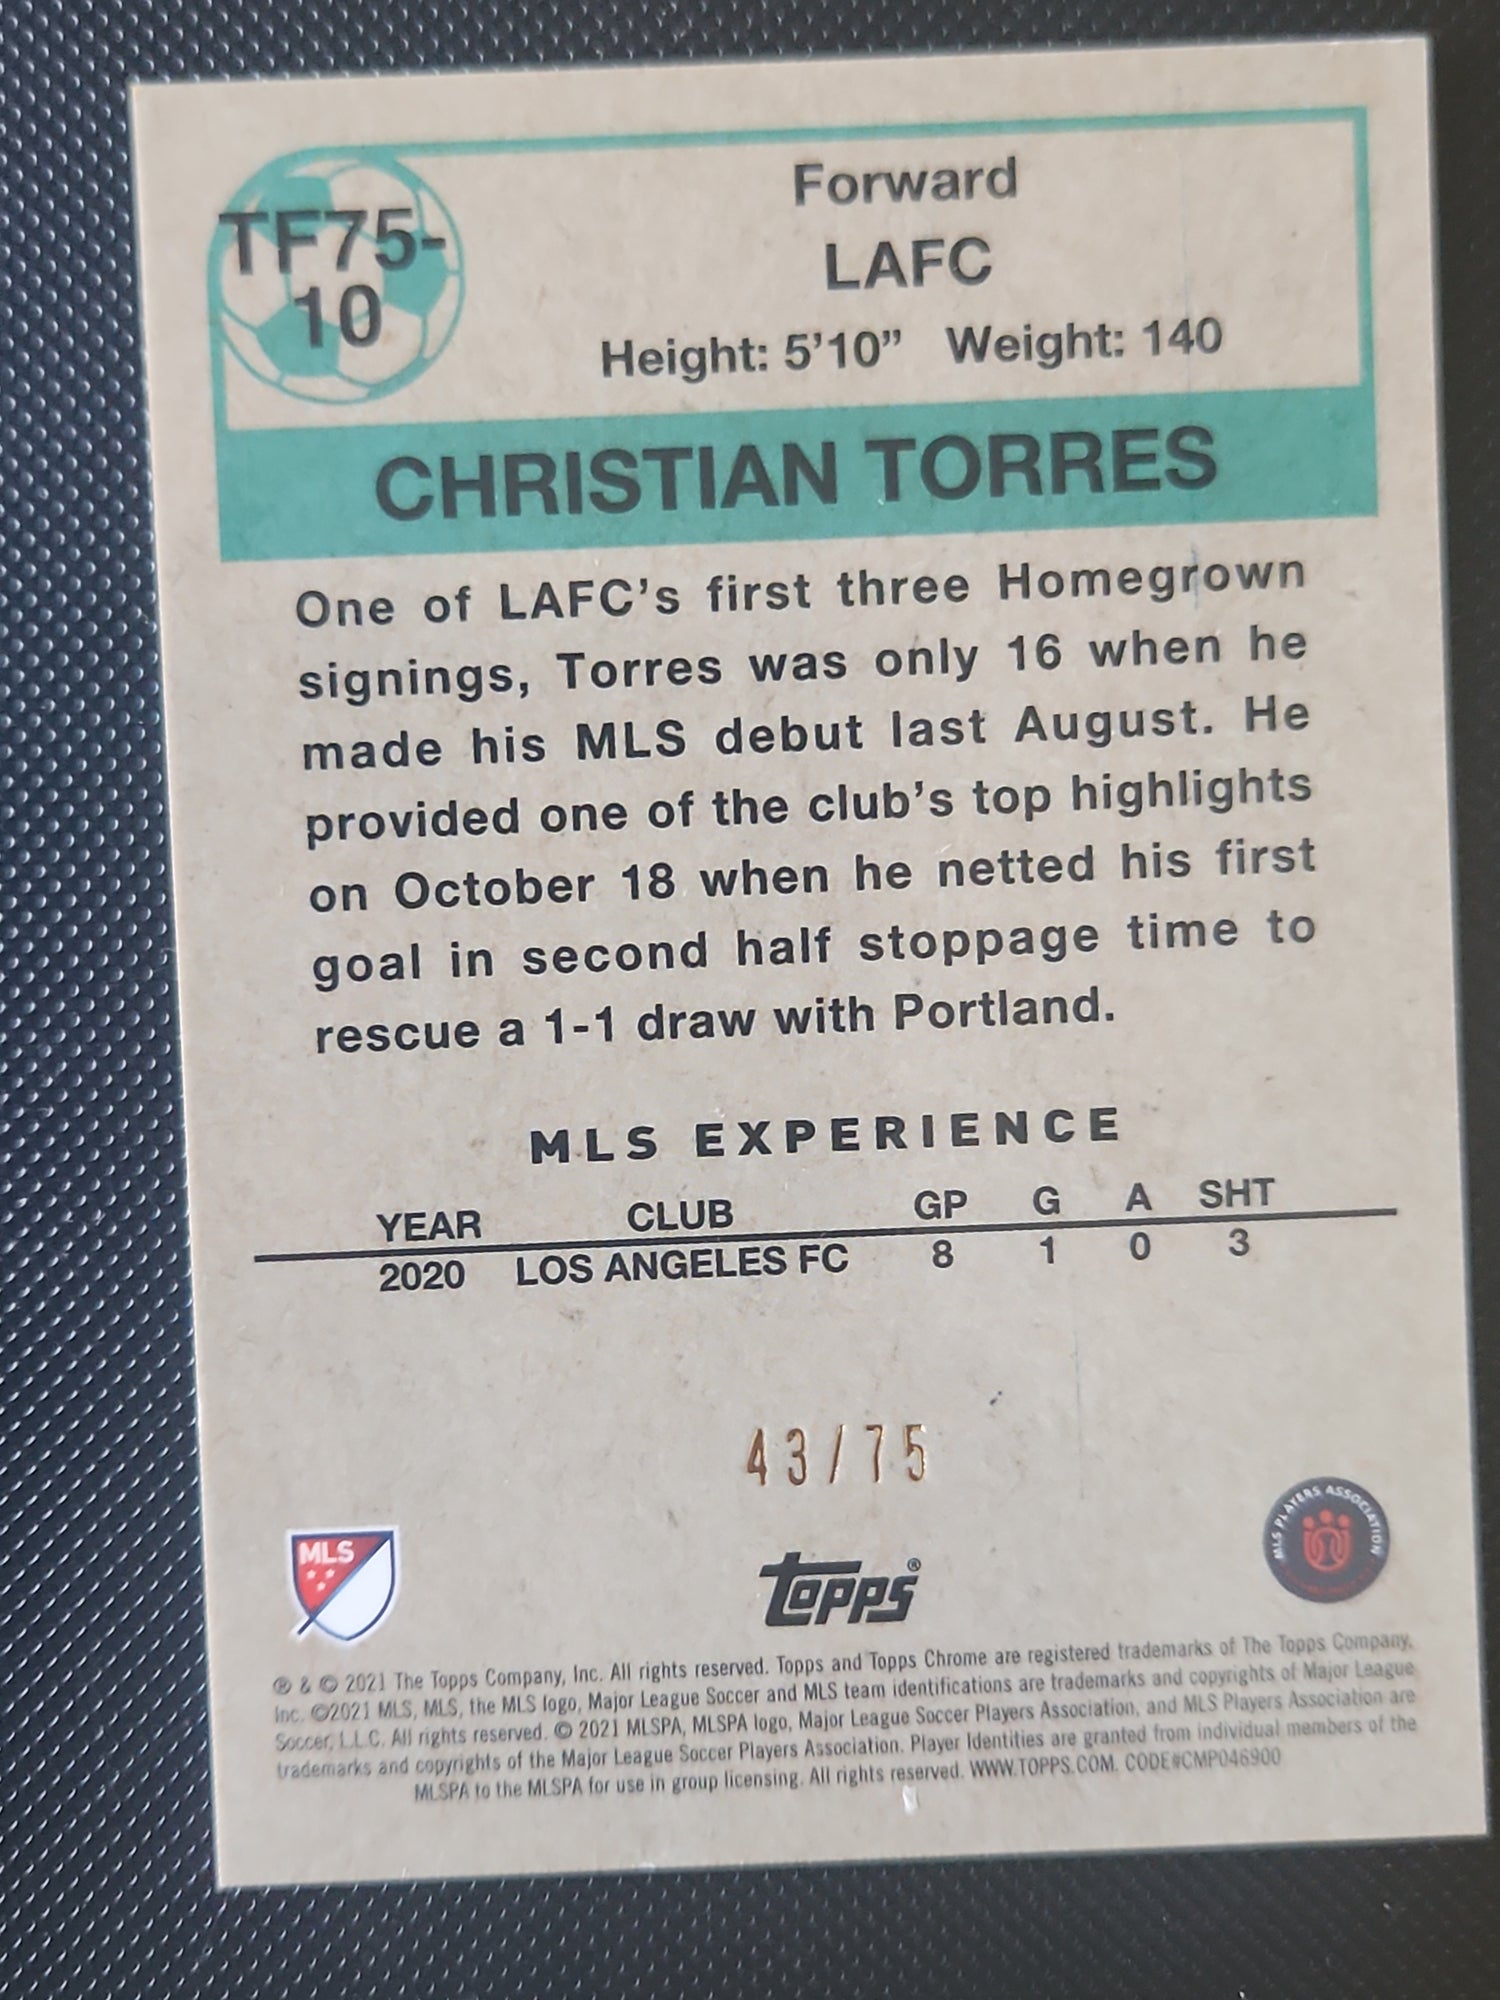 TF75-
10
Forward
LAFC
Height: 5'10” Weight: 140
CHRISTIAN TORRES
One of LAFC's first three Homegrown
signings, Torres was only 16 when he
made his MLS debut last August. He
provided one of the club's top highlights
on October 18 when he netted his first
goal in second half stoppage time to
rescue a 1-1 draw with Portland.
MLS EXPERIENCE
YEAR CLUB GP G A SHT
2020 LOS ANGELES FC 8 1 0 3
43/75
MLS
topps®
MLS PLAYERS ASSOCIATION
® & © 2021 The Topps Company, Inc. All rights reserved. Topps and Topps Chrome are registered trademarks of The Topps Company,
Inc. ©2021 MLS, MLS, the MLS logo, Major League Soccer and MLS team identifications are trademarks and copyrights of Major League
Soccer, L.L.C. All rights reserved. © 2021 MLSPA, MLSPA logo, Major League Soccer Players Association, and MLS Players Association are
trademarks and copyrights of the Major League Soccer Players Association. Player Identities are granted from individual members of the
MLSPA to the MLSPA for use in group licensing. All rights reserved. WWW.TOPPS.COM. CODE#CMP046900